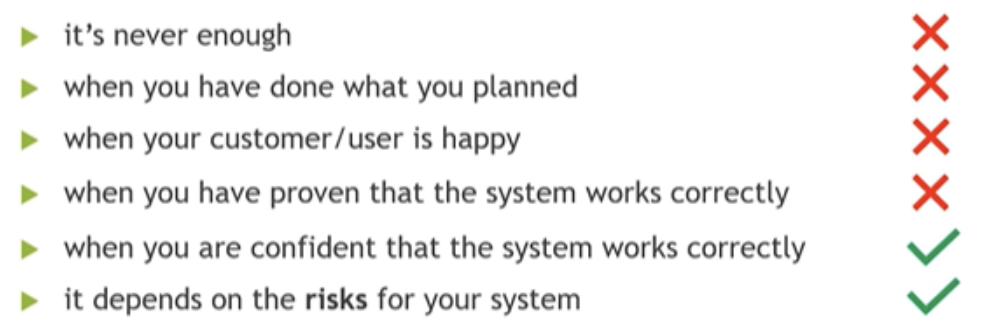 it's never enough
when you have done what you planned
when your customer/user is happy
when you have proven that the system works correctly
when you are confident that the system works correctly
it depends on the risks for your system